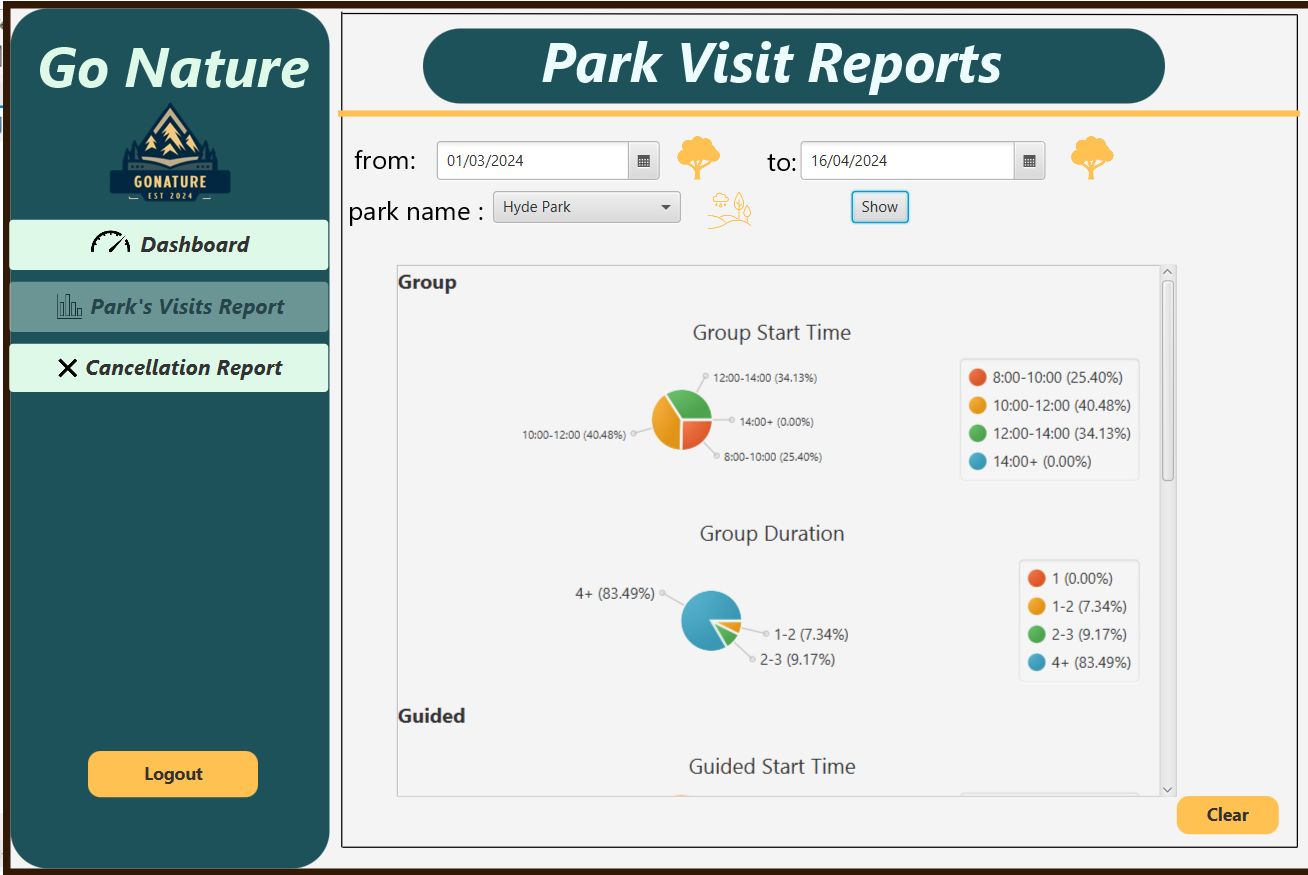 Go Nature
GONATURE
EST 2024
Dashboard
Park's Visits Report
Cancellation Report
Logout
Park Visit Reports
from: 01/03/2024 to: 16/04/2024
park name : Hyde Park Show
Group
Group Start Time
12:00-14:00 (34.13%)
14:00+ (0.00%)
10:00-12:00 (40.48%)
8:00-10:00 (25.40%)
8:00-10:00 (25.40%)
10:00-12:00 (40.48%)
12:00-14:00 (34.13%)
14:00+ (0.00%)
Group Duration
4+ (83.49%)
1-2 (7.34%)
2-3 (9.17%)
1 (0.00%)
1-2 (7.34%)
2-3 (9.17%)
4+ (83.49%)
Guided
Guided Start Time
Clear